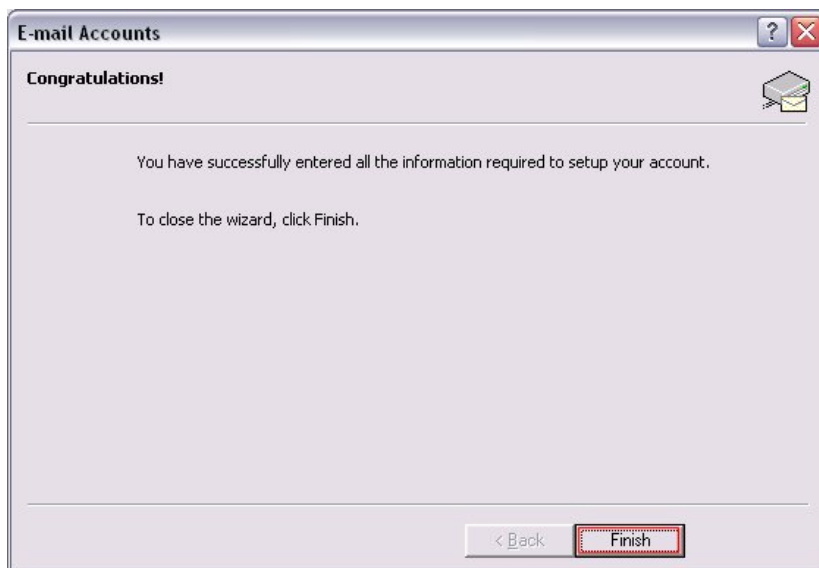 E-mail Accounts
?
Congratulations!
You have successfully entered all the information required to setup your account.
To close the wizard, click Finish.
< Back
Finish